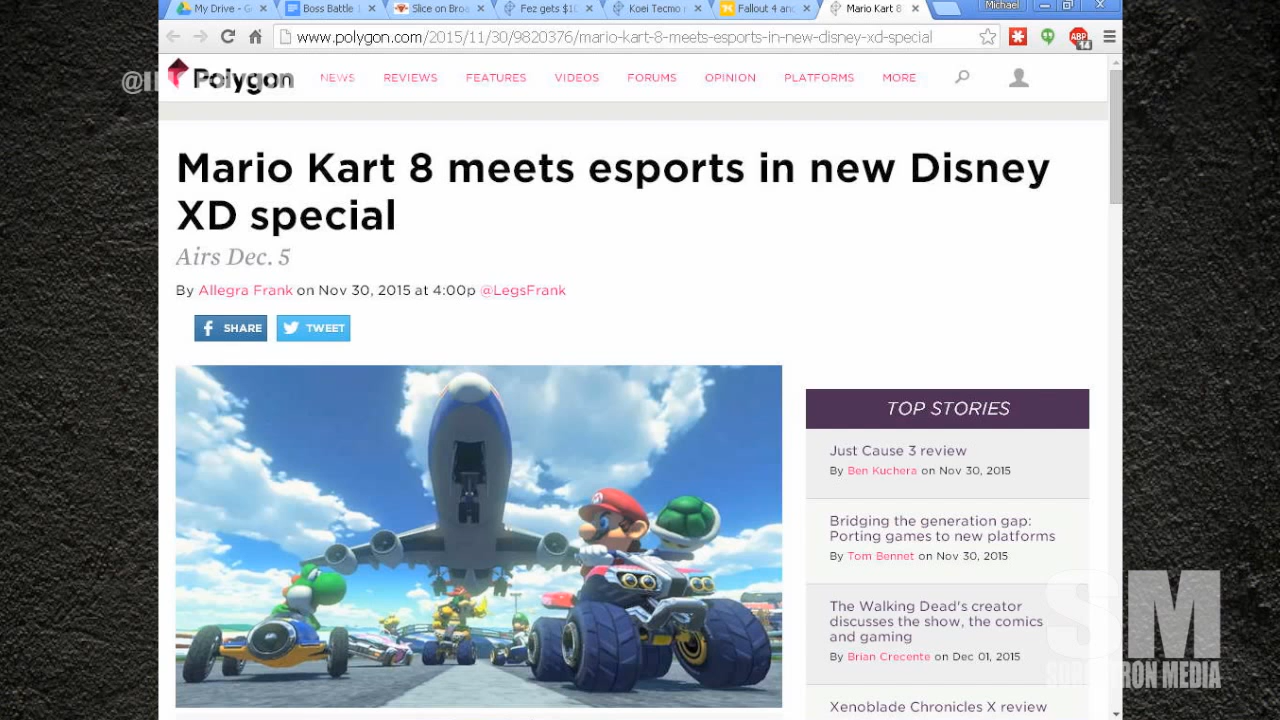 My Drive - G
Boss Battle
Slice on Broa
Fez gets $10
Koei Tecmo
Fallout 4 and
Mario Kart 8
Michael
www.polygon.com/2015/11/30/9820376/mario-kart-8-meets-esports-in-new-disney-xd-special
ABP
14
Polygon
NEWS
REVIEWS
FEATURES
VIDEOS
FORUMS
OPINION
PLATFORMS
MORE
Mario Kart 8 meets esports in new Disney
XD special
Airs Dec. 5
By Allegra Frank on Nov 30, 2015 at 4:00p @LegsFrank
SHARE
TWEET
TOP STORIES
Just Cause 3 review
By Ben Kuchera on Nov 30, 2015
Bridging the generation gap:
Porting games to new platforms
By Tom Bennet on Nov 30, 2015
The Walking Dead's creator
discusses the show, the comics
and gaming
By Brian Crecente on Dec 01, 2015
Xenoblade Chronicles X review
SM
MEDIA